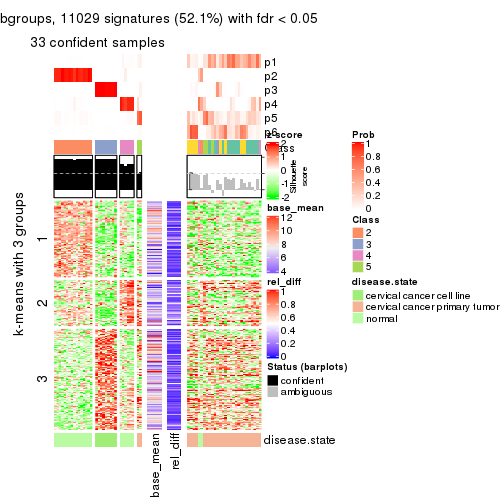 bgroups, 11029 signatures (52.1%) with fdr < 0.05
33 confident samples
p1
p2
p3
p4
p5
p6
Class
z-score
2
1
0
-1
-2
Silhouette
score
base_mean
12
10
8
6
4
rel_diff
1
0.8
0.6
0.4
0.2
0
Status (barplots)
confident
ambiguous
Prob
1
0.8
0.6
0.4
0.2
0
Class
2
3
4
5
disease.state
cervical cancer cell line
cervical cancer primary tumor
normal
k-means with 3 groups
1
2
3
base_mean
rel_diff
disease.state